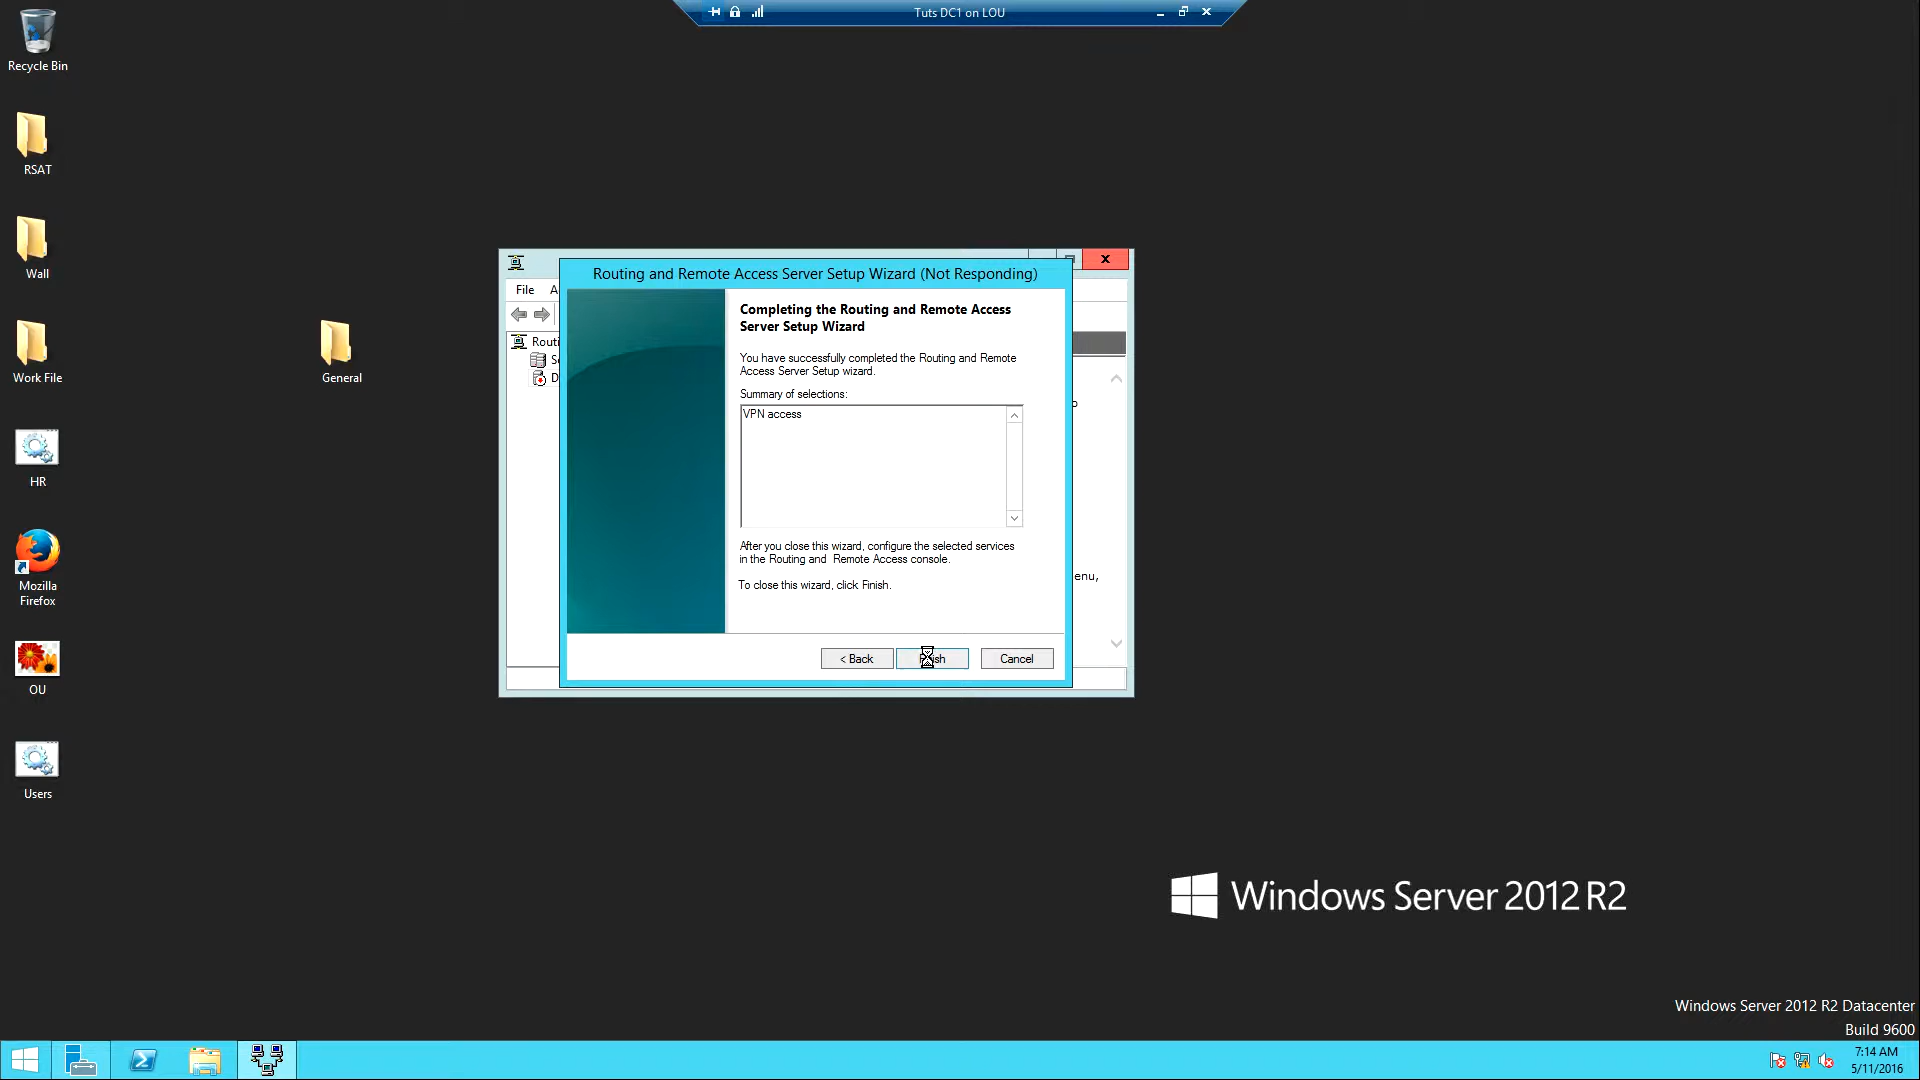 Tuts DC1 on LOU
Recycle Bin
RSAT
Wall
Work File
General
HR
Mozilla
Firefox
OU
Users
File
Routing and Remote Access Server Setup Wizard (Not Responding)
Completing the Routing and Remote Access
Server Setup Wizard
You have successfully completed the Routing and Remote
Access Server Setup wizard.
Summary of selections:
VPN access
After you close this wizard, configure the selected services
in the Routing and Remote Access console.
To close this wizard, click Finish.
< Back
Cancel
Windows Server 2012 R2
Windows Server 2012 R2 Datacenter
Build 9600
7:14 AM
5/11/2016